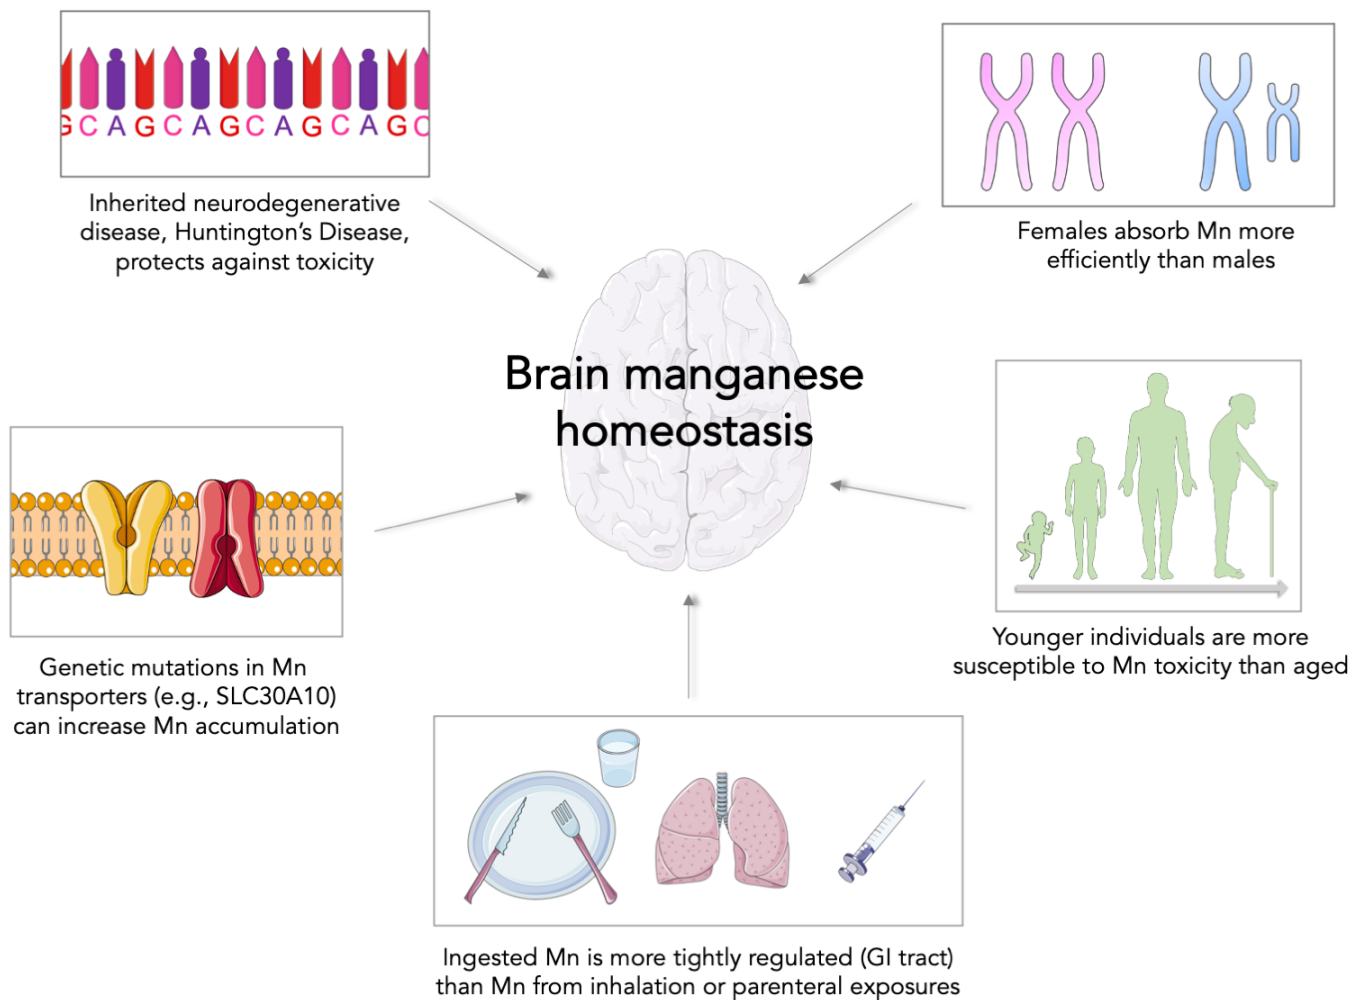 GCAGCAGCAGCAGC
Inherited neurodegenerative
disease, Huntington's Disease,
protects against toxicity
Females absorb Mn more
efficiently than males
Brain manganese
homeostasis
Genetic mutations in Mn
transporters (e.g., SLC30A10)
can increase Mn accumulation
Younger individuals are more
susceptible to Mn toxicity than aged
Ingested Mn is more tightly regulated (GI tract)
than Mn from inhalation or parenteral exposures